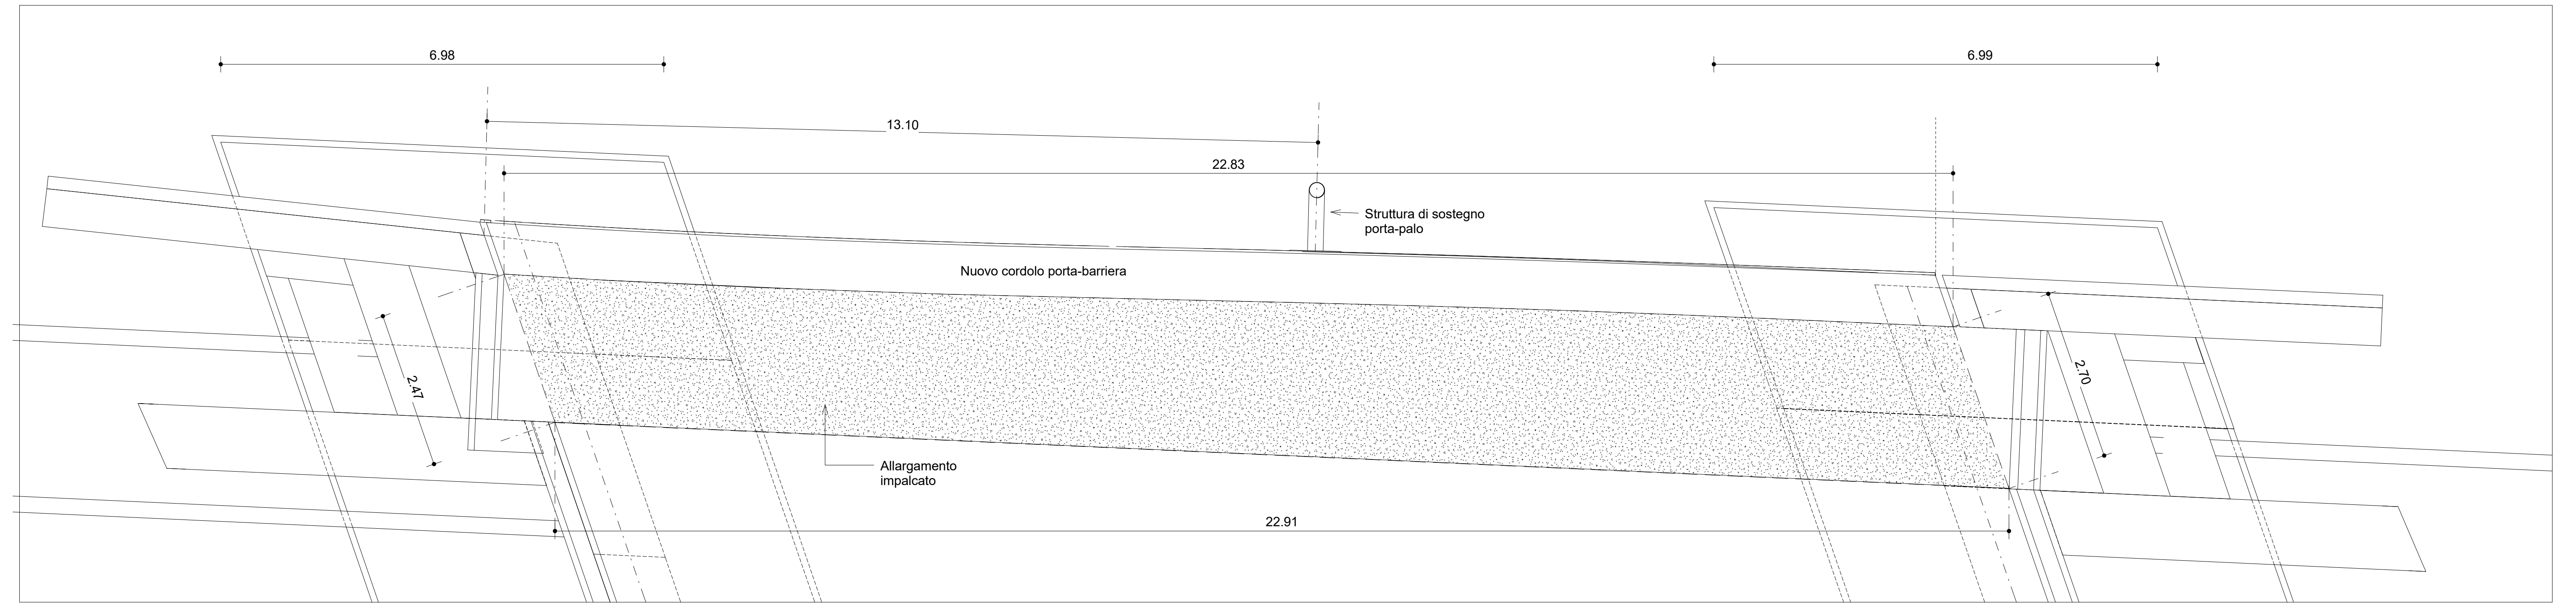 6.98
6.99
13.10
22.83
Struttura di sostegno
porta-palo
Nuovo cordolo porta-barriera
2.47
2.70
Allargamento
impalcato
22.91